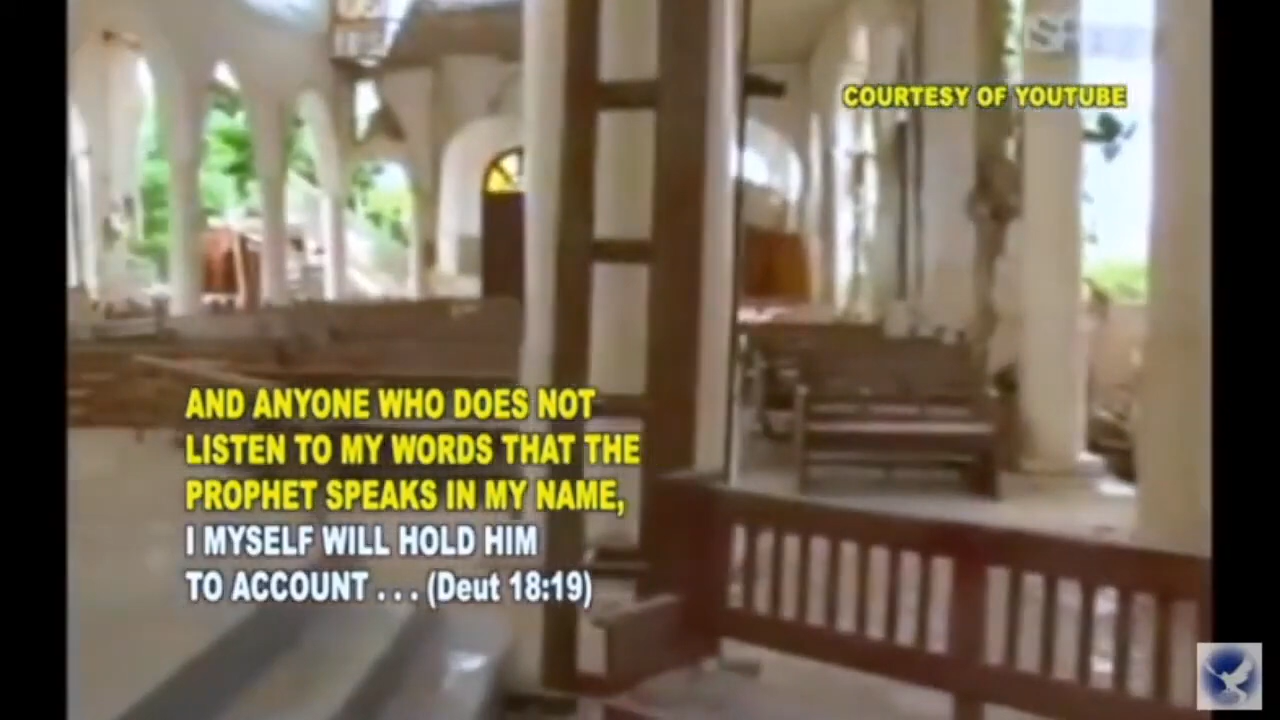 COURTESY OF YOUTUBE
AND ANYONE WHO DOES NOT
LISTEN TO MY WORDS THAT THE
PROPHET SPEAKS IN MY NAME,
I MYSELF WILL HOLD HIM
TO ACCOUNT . . . (Deut 18:19)